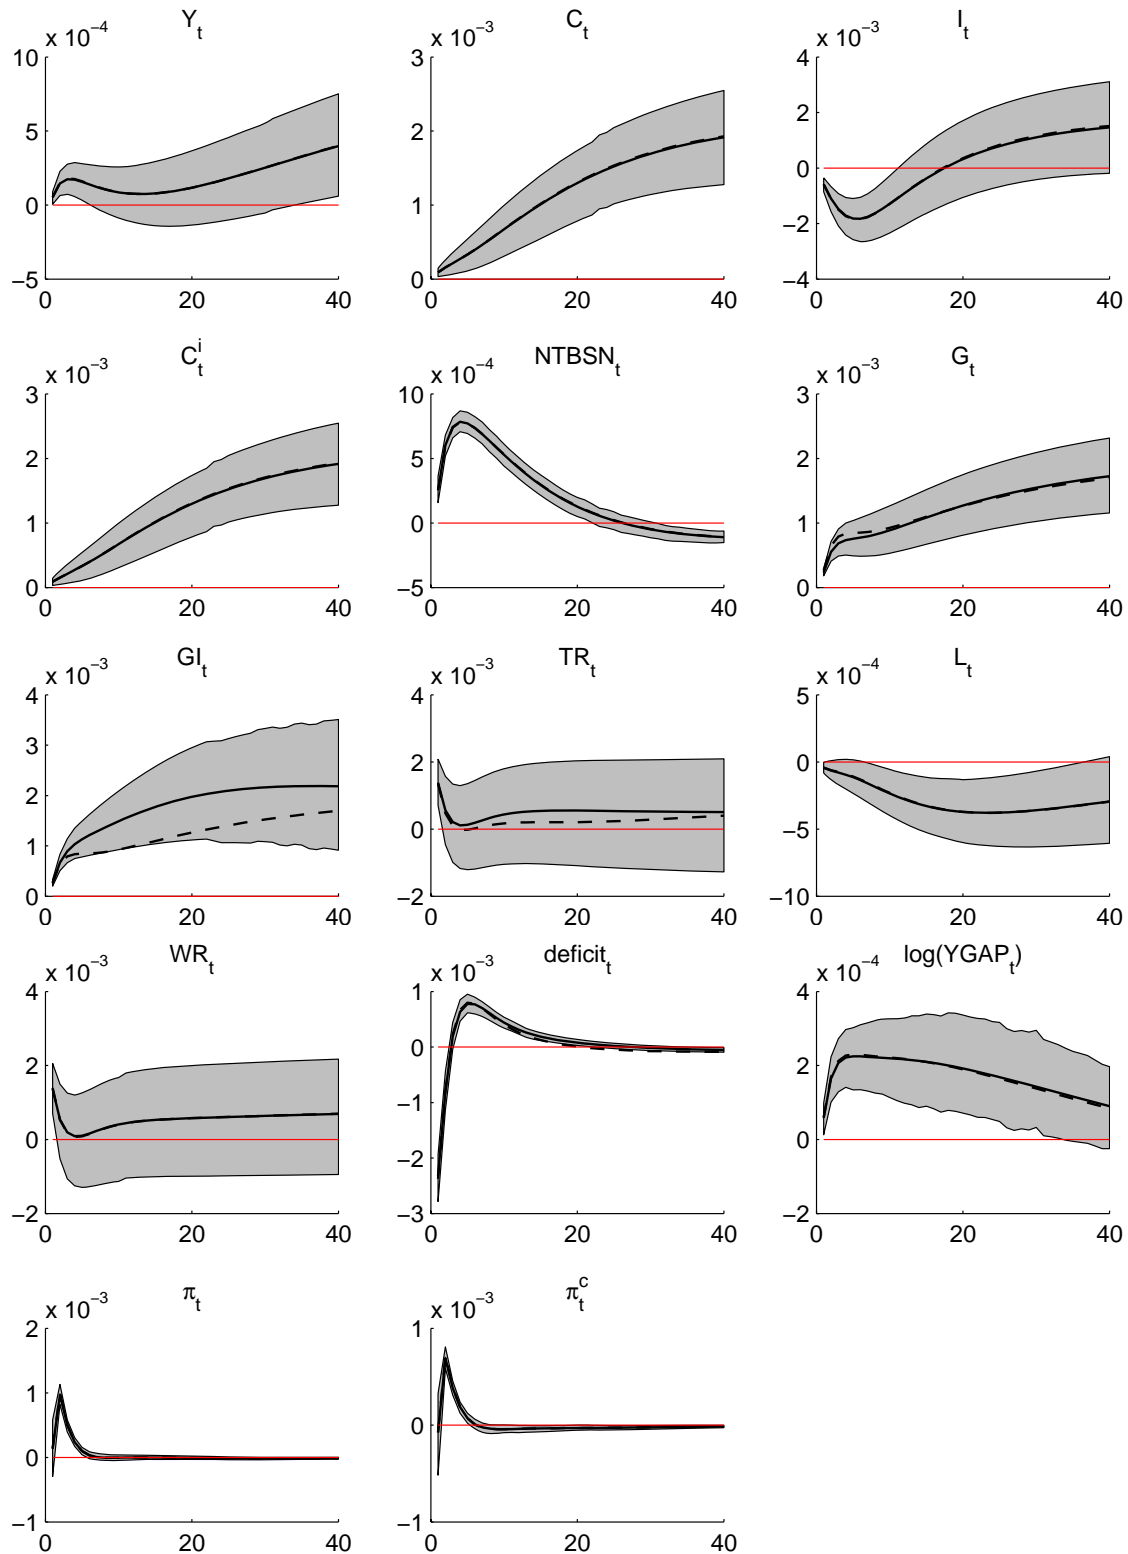 Y_t
x 10^−4
10
5
0
−5
0 20 40
C_t
x 10^−3
3
2
1
0
0 20 40
I_t
x 10^−3
4
2
0
−2
−4
0 20 40
C_t^i
x 10^−3
3
2
1
0
0 20 40
NTBSN_t
x 10^−4
10
5
0
−5
0 20 40
G_t
x 10^−3
3
2
1
0
0 20 40
GI_t
x 10^−3
4
3
2
1
0
0 20 40
TR_t
x 10^−3
4
2
0
−2
0 20 40
L_t
x 10^−4
5
0
−5
−10
0 20 40
WR_t
x 10^−3
4
2
0
−2
0 20 40
deficit_t
x 10^−3
1
0
−1
−2
−3
0 20 40
log(YGAP_t)
x 10^−4
4
2
0
−2
0 20 40
π_t
x 10^−3
2
1
0
−1
0 20 40
π_t^c
x 10^−3
1
0
−1
0 20 40